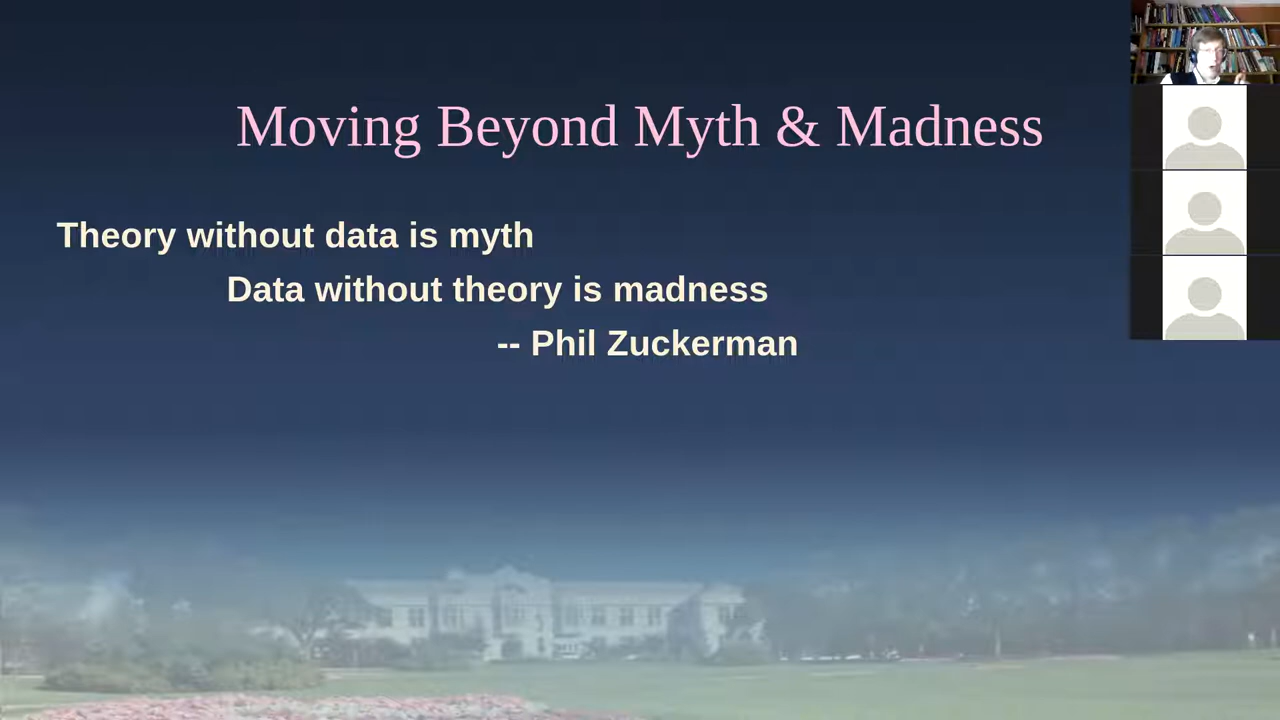 Moving Beyond Myth & Madness
Theory without data is myth
Data without theory is madness
-- Phil Zuckerman